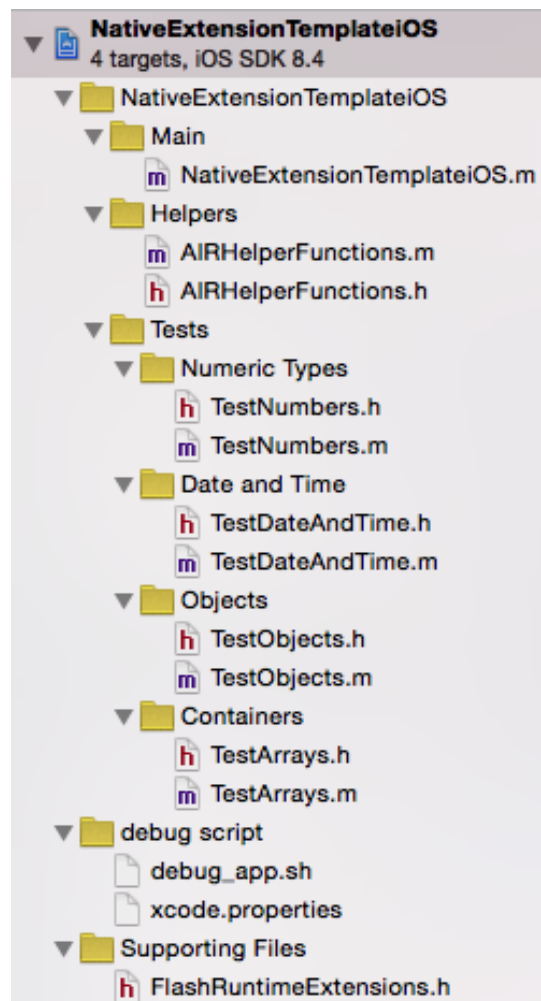 NativeExtensionTemplateiOS
4 targets, iOS SDK 8.4
NativeExtensionTemplateiOS
Main
m NativeExtensionTemplateiOS.m
Helpers
m AIRHelperFunctions.m
h AIRHelperFunctions.h
Tests
Numeric Types
h TestNumbers.h
m TestNumbers.m
Date and Time
h TestDateAndTime.h
m TestDateAndTime.m
Objects
h TestObjects.h
m TestObjects.m
Containers
h TestArrays.h
m TestArrays.m
debug script
debug_app.sh
xcode.properties
Supporting Files
h FlashRuntimeExtensions.h